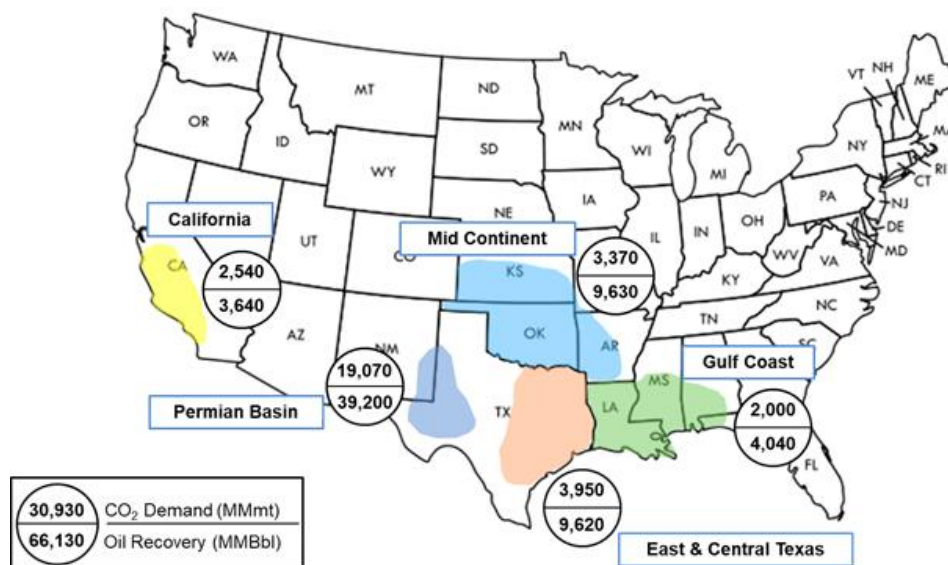 WA
MT
ND
MN
VT
NH
ME
OR
ID
SD
WI
MI
NY
MA
RI
CT
WY
IA
PA
NJ
NE
IL
IN
OH
DE
MD
California
UT
CO
Mid Continent
3,370
9,630
WV
VA
KY
CA
2,540
3,640
KS
NC
TN
AZ
NM
OK
AR
SC
Gulf Coast
19,070
39,200
MS
Permian Basin
TX
LA
2,000
4,040
FL
3,950
9,620
30,930 CO₂ Demand (MMmt)
66,130 Oil Recovery (MMBbl)
East & Central Texas